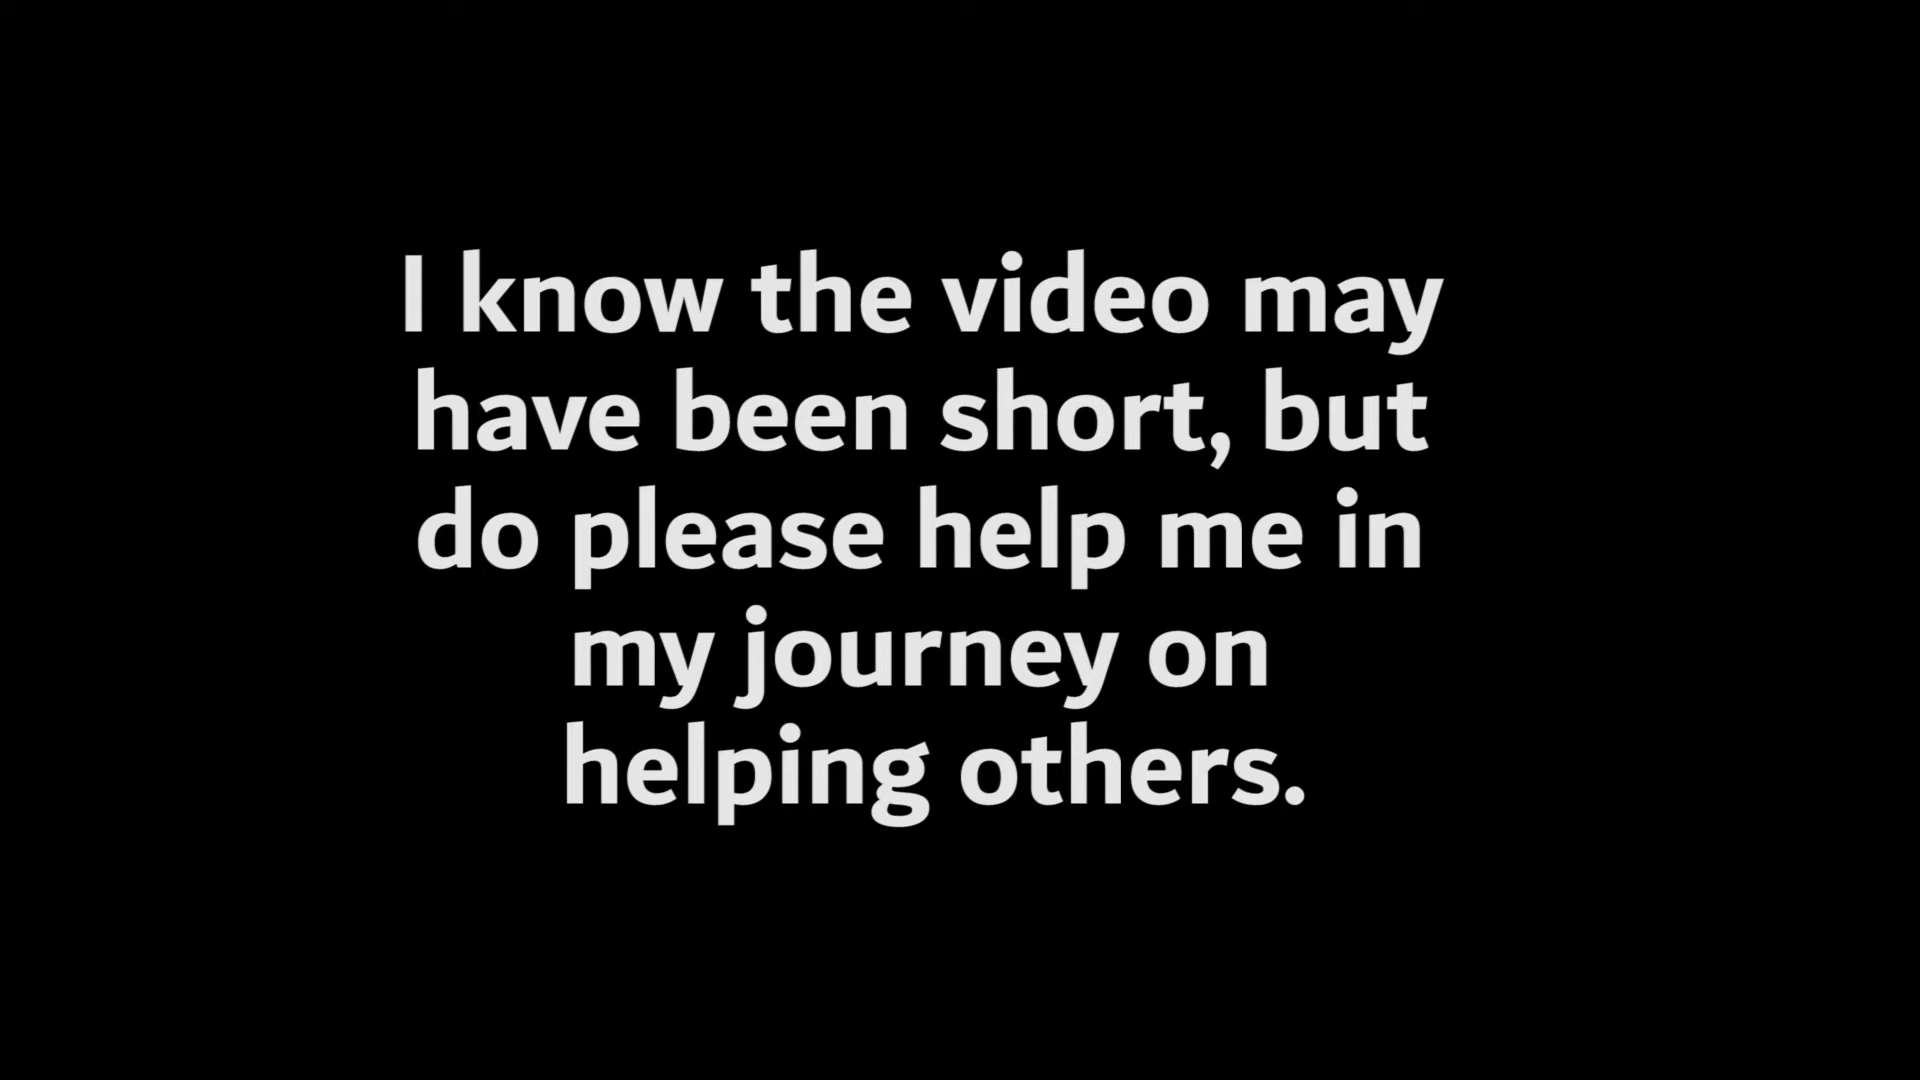 I know the video may
have been short, but
do please help me in
my journey on
helping others.